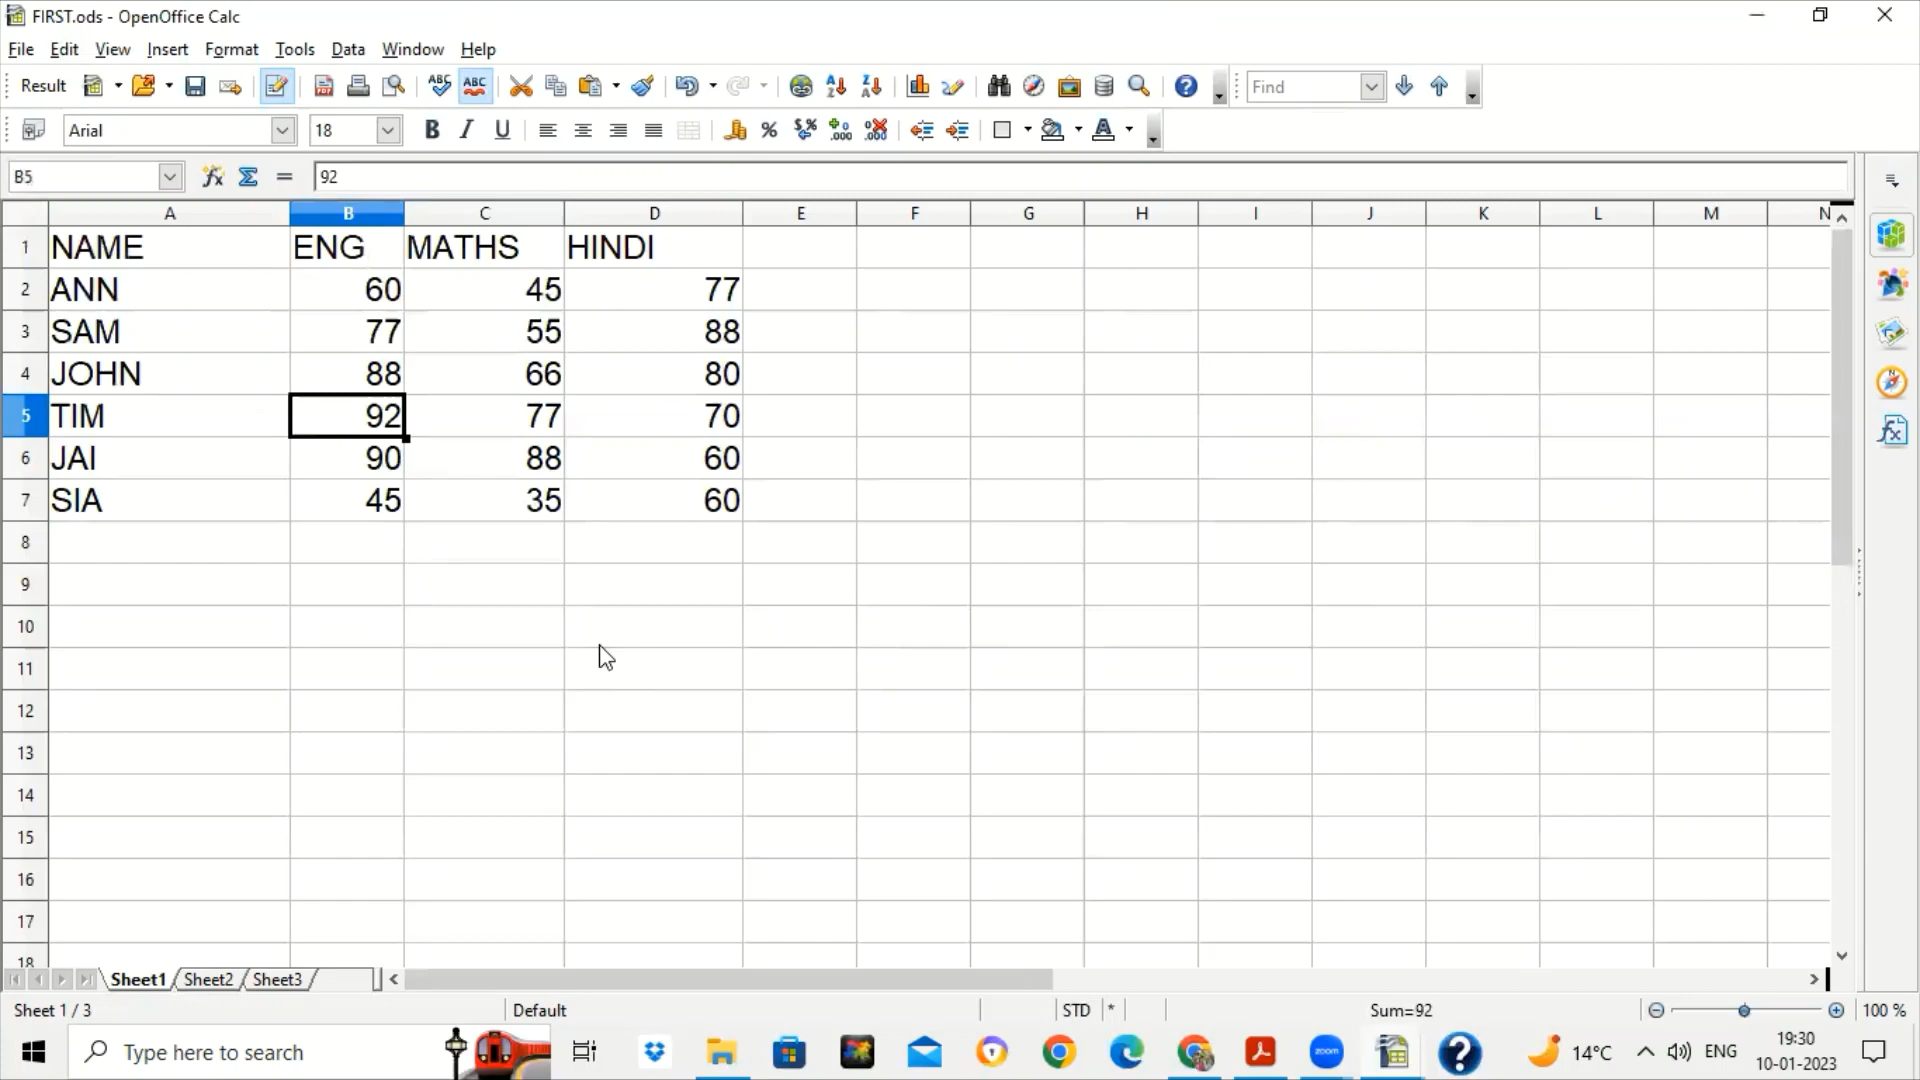 FIRST.ods - OpenOffice Calc
File Edit View Insert Format Tools Data Window Help
Result ABC ABC Find
Arial 18 B I U
B5 92
A B C D E F G H I J K L M N
1 NAME ENG MATHS HINDI
2 ANN 60 45 77
3 SAM 77 55 88
4 JOHN 88 66 80
5 TIM 92 77 70
6 JAI 90 88 60
7 SIA 45 35 60
8
9
10
11
12
13
14
15
16
17
18
Sheet1 Sheet2 Sheet3
Sheet 1 / 3 Default STD * Sum=92 100 %
Type here to search zoom 14°C ENG 19:30
10-01-2023